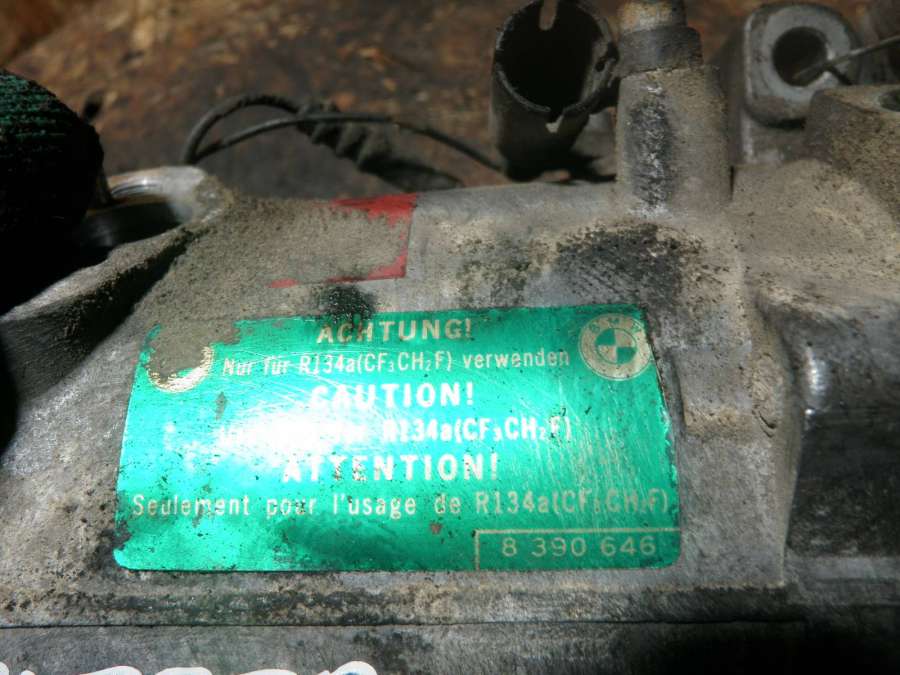 ACHTUNG!
Nur für R134a(CF₃CH₂F) verwenden
CAUTION!
R134a(CF₃CH₂F)
ATTENTION!
Seulement pour l'usage de R134a(CF₃CH₂F)
8 390 646